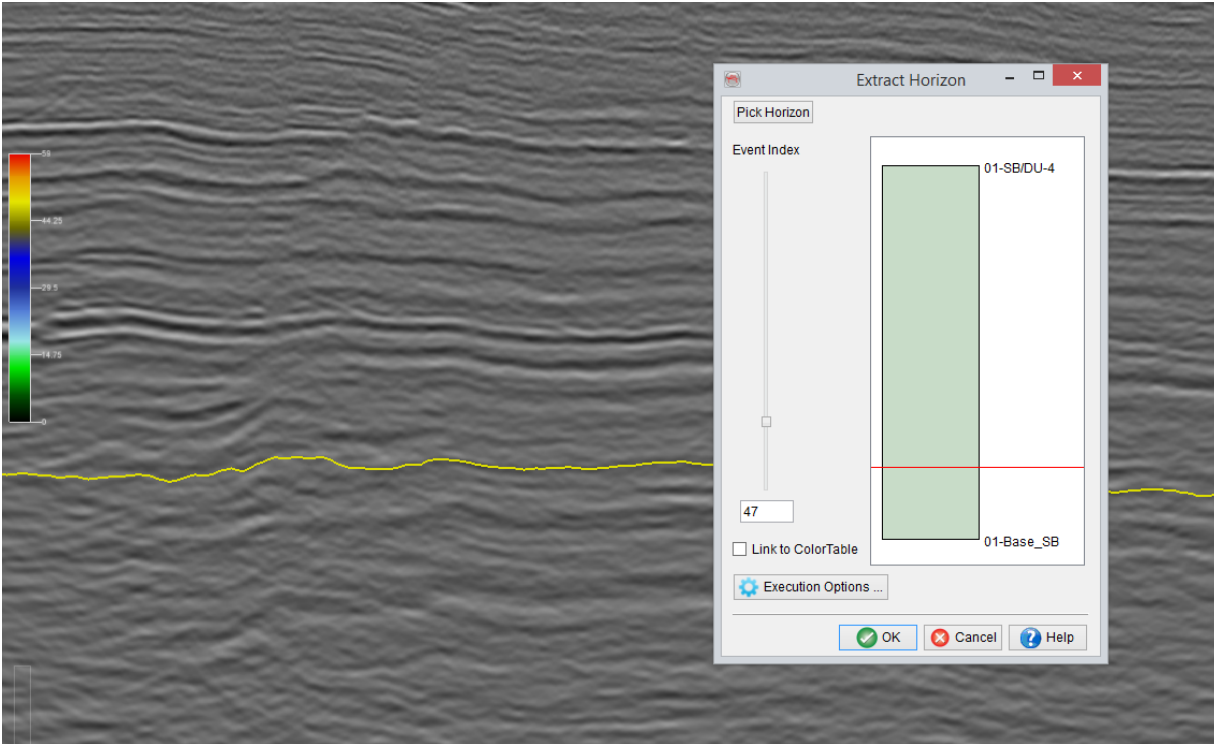 Extract Horizon
Pick Horizon
Event Index
01-SB/DU-4
59
44.25
29.5
14.75
0
47
01-Base_SB
Link to ColorTable
Execution Options ...
OK
Cancel
Help